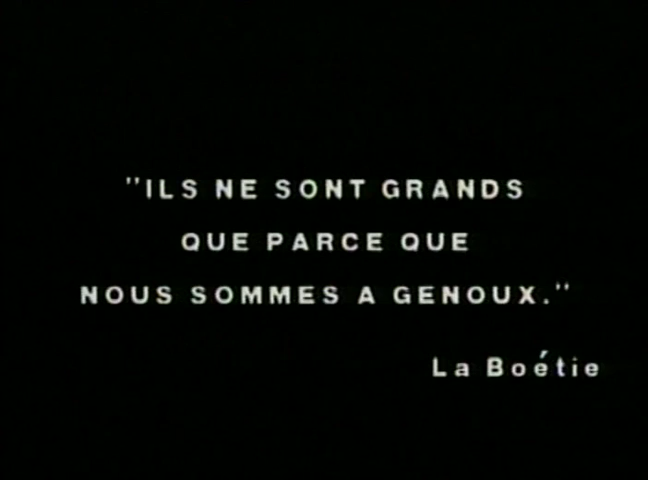 "ILS NE SONT GRANDS
QUE PARCE QUE
NOUS SOMMES A GENOUX."
La Boétie